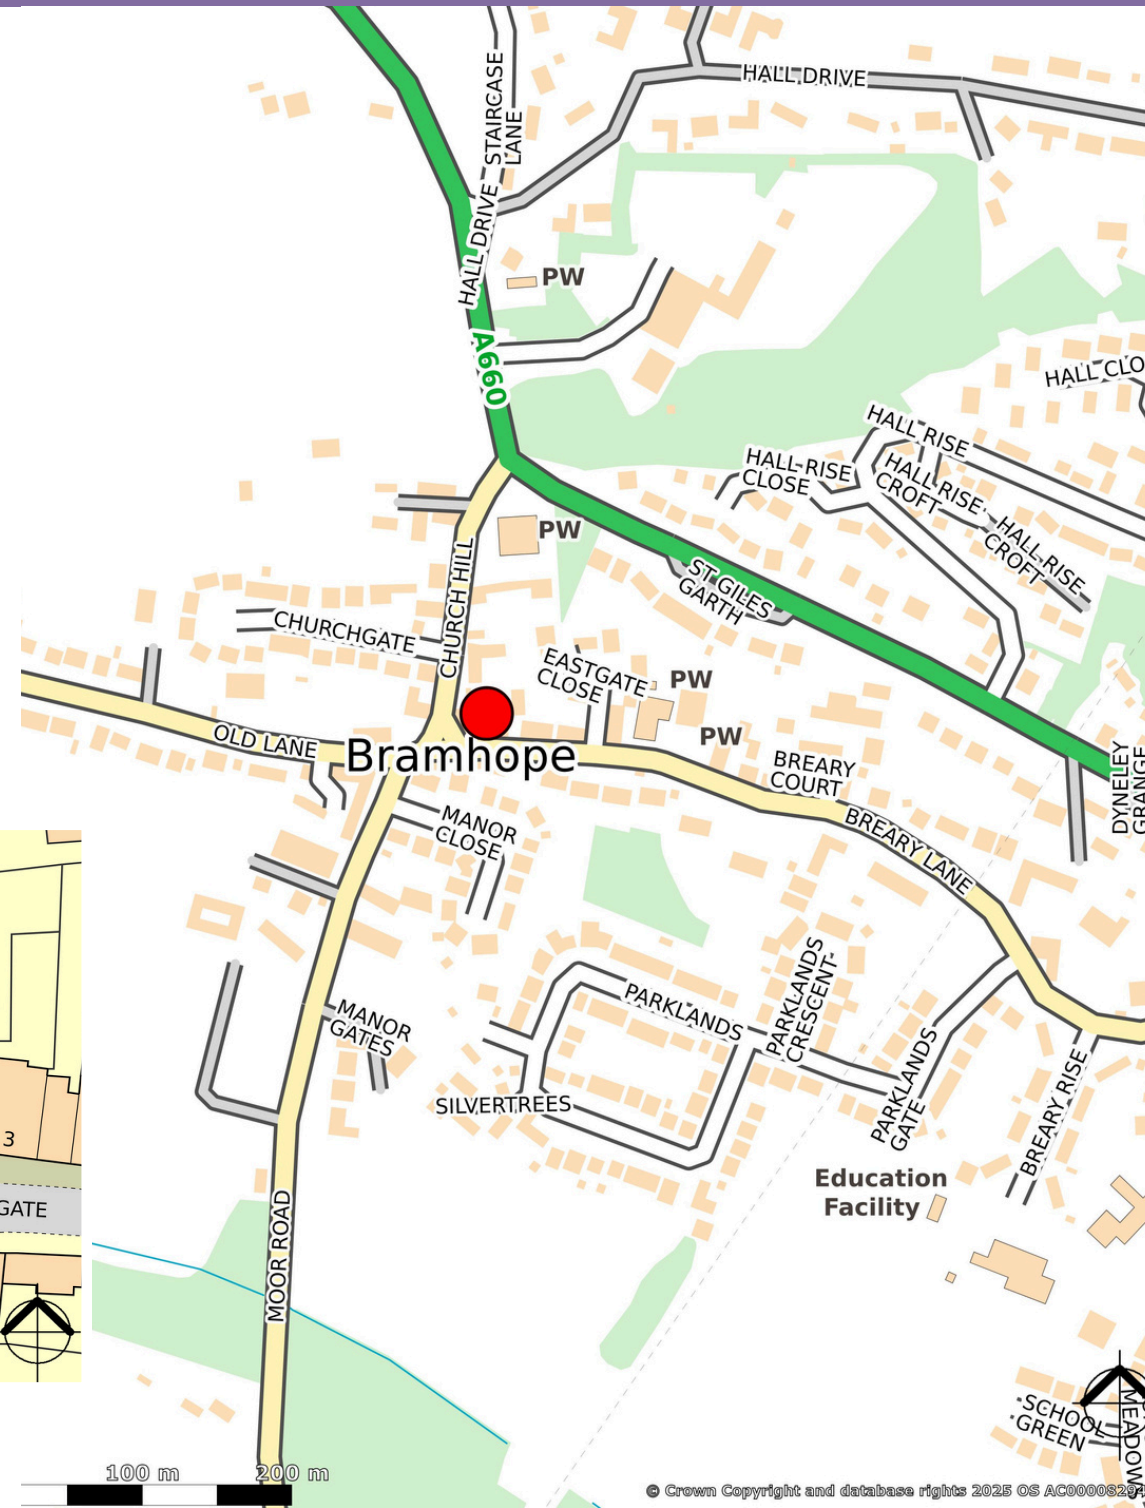 STAIRCASE
LANE
HALL DRIVE
HALL DRIVE
PW
A660
HALL CLO
HALL RISE
HALL RISE
CLOSE
HALL RISE
CROFT
HALL RISE
CROFT
PW
ST GILES
GARTH
CHURCH HILL
CHURCHGATE
EASTGATE
CLOSE
PW
PW
OLD LANE
Bramhope
BREARY
COURT
DYNELEY
GRANGE
BREARY LANE
MANOR
CLOSE
PARKLANDS
PARKLANDS
CRESCENT
MANOR
GATES
PARKLANDS
GATE
BREARY RISE
SILVERTREES
3
GATE
Education
Facility
MOOR ROAD
SCHOOL
GREEN
MEADOWS
100 m
200 m
© Crown Copyright and database rights 2025 OS